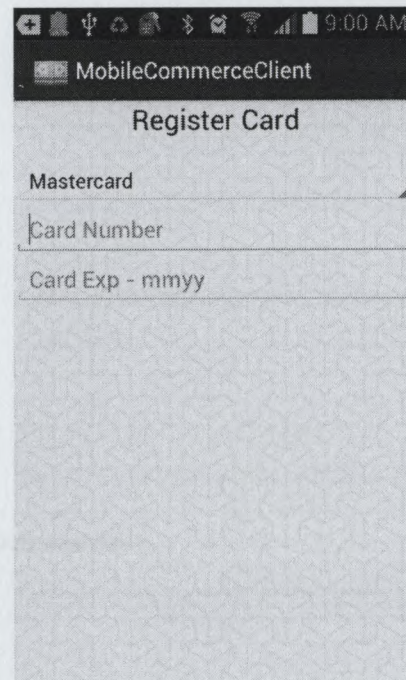 9:00 AM
MobileCommerceClient
Register Card
Mastercard
Card Number
Card Exp - mmyy